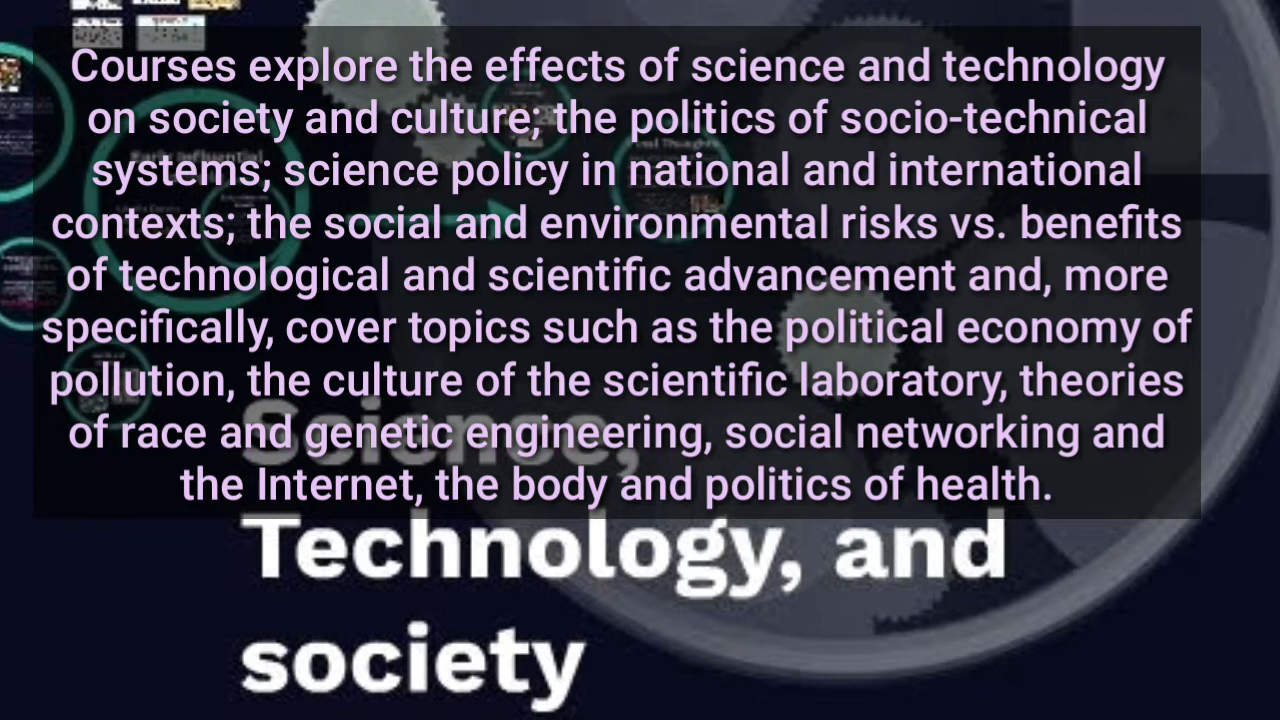 Courses explore the effects of science and technology
on society and culture; the politics of socio-technical
systems; science policy in national and international
contexts; the social and environmental risks vs. benefits
of technological and scientific advancement and, more
specifically, cover topics such as the political economy of
pollution, the culture of the scientific laboratory, theories
of race and genetic engineering, social networking and
the Internet, the body and politics of health.
Science,
Technology, and
society